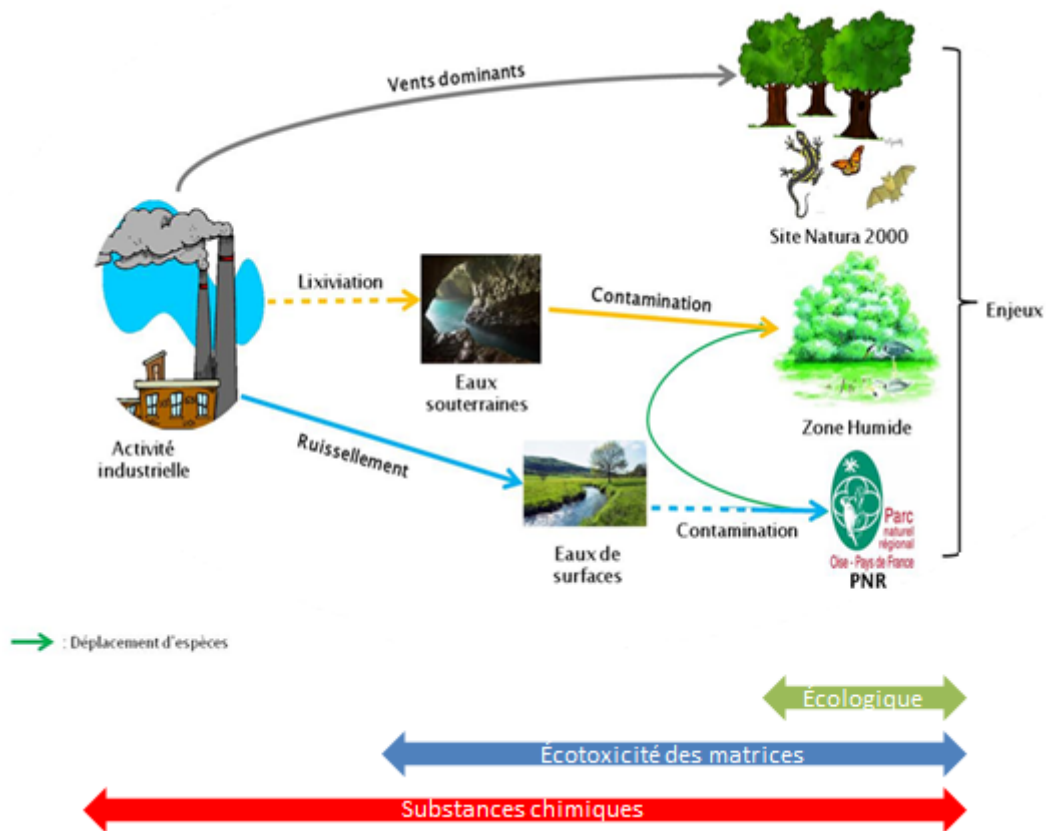 Vents dominants
Site Natura 2000
Lixiviation
Contamination
Enjeux
Eaux
souterraines
Zone Humide
Activité
industrielle
Ruissellement
Contamination
Parc
naturel
régional
Oise - Pays de France
PNR
Eaux de
surfaces
: Déplacement d'espèces
Écologique
Écotoxicité des matrices
Substances chimiques